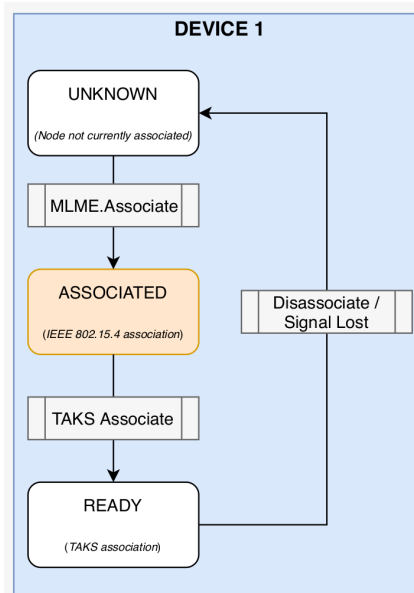 DEVICE 1
UNKNOWN
(Node not currently associated)
MLME.Associate
ASSOCIATED
(IEEE 802.15.4 association)
Disassociate /
Signal Lost
TAKS Associate
READY
(TAKS association)